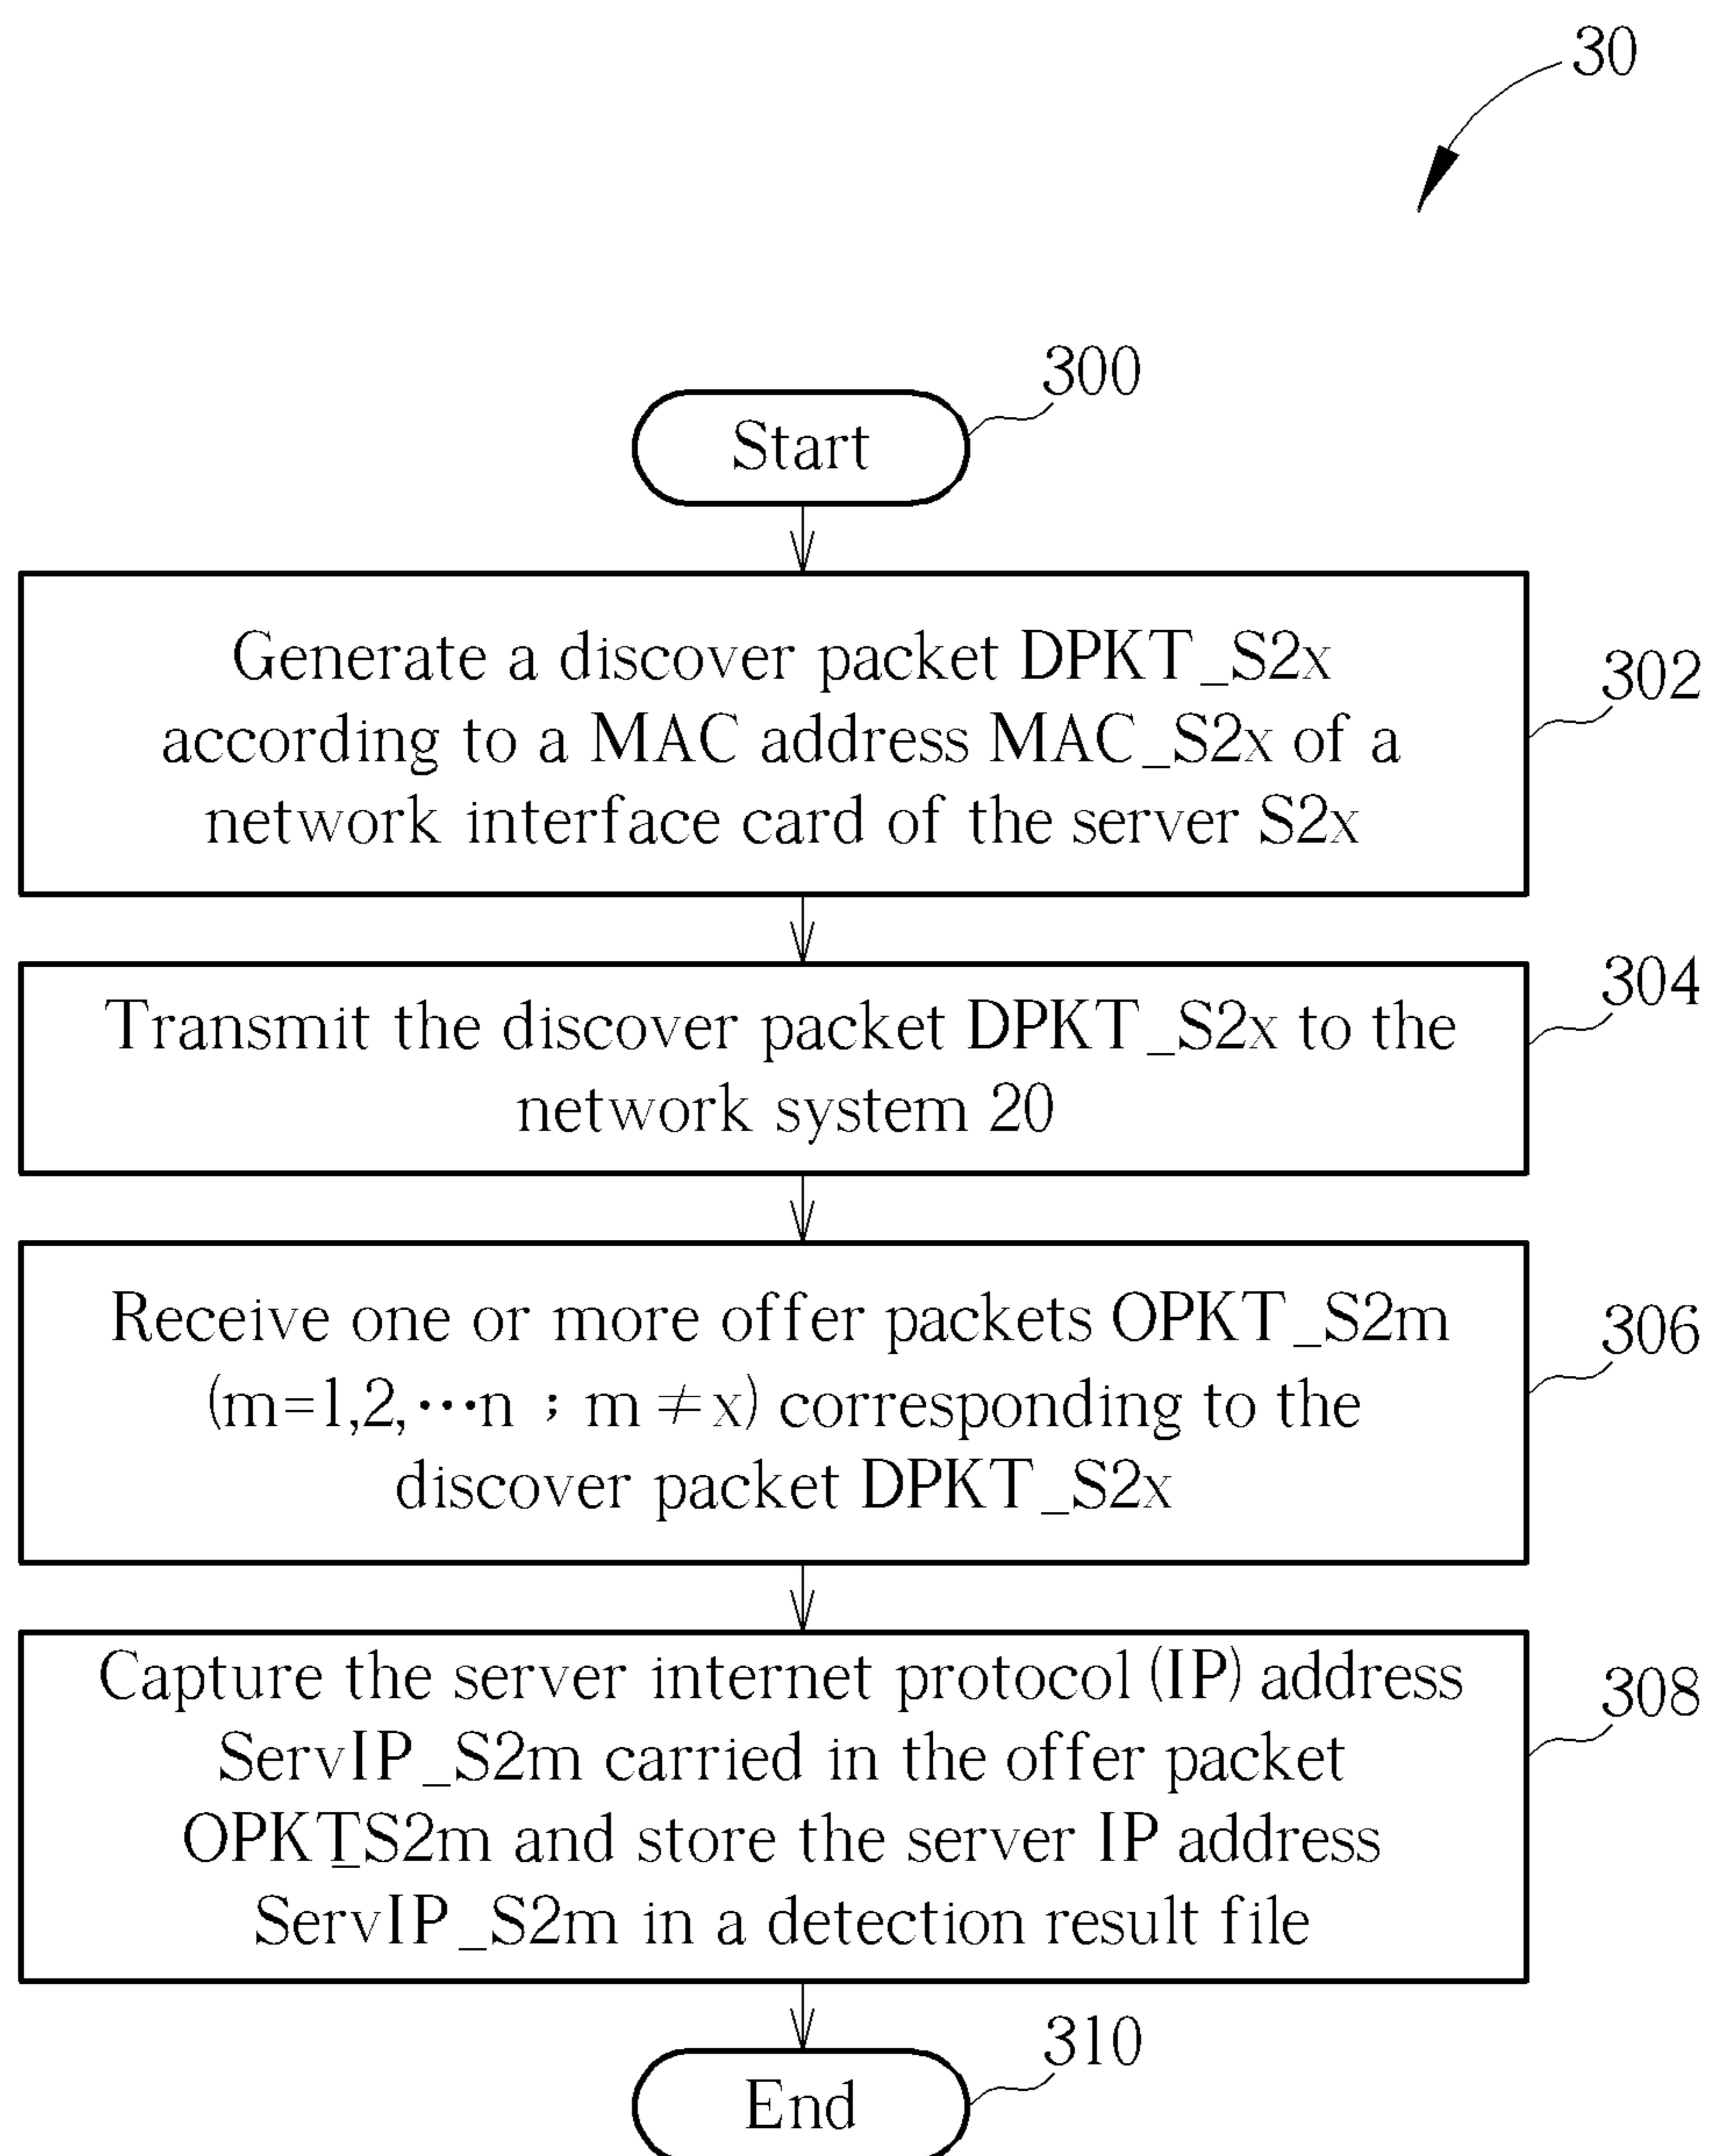 30
300
Start
Generate a discover packet DPKT_S2x
according to a MAC address MAC_S2x of a
network interface card of the server S2x
302
Transmit the discover packet DPKT_S2x to the
network system 20
304
Receive one or more offer packets OPKT_S2m
(m=1,2,⋯n ; m≠x) corresponding to the
discover packet DPKT_S2x
306
Capture the server internet protocol (IP) address
ServIP_S2m carried in the offer packet
OPKT_S2m and store the server IP address
ServIP_S2m in a detection result file
308
310
End